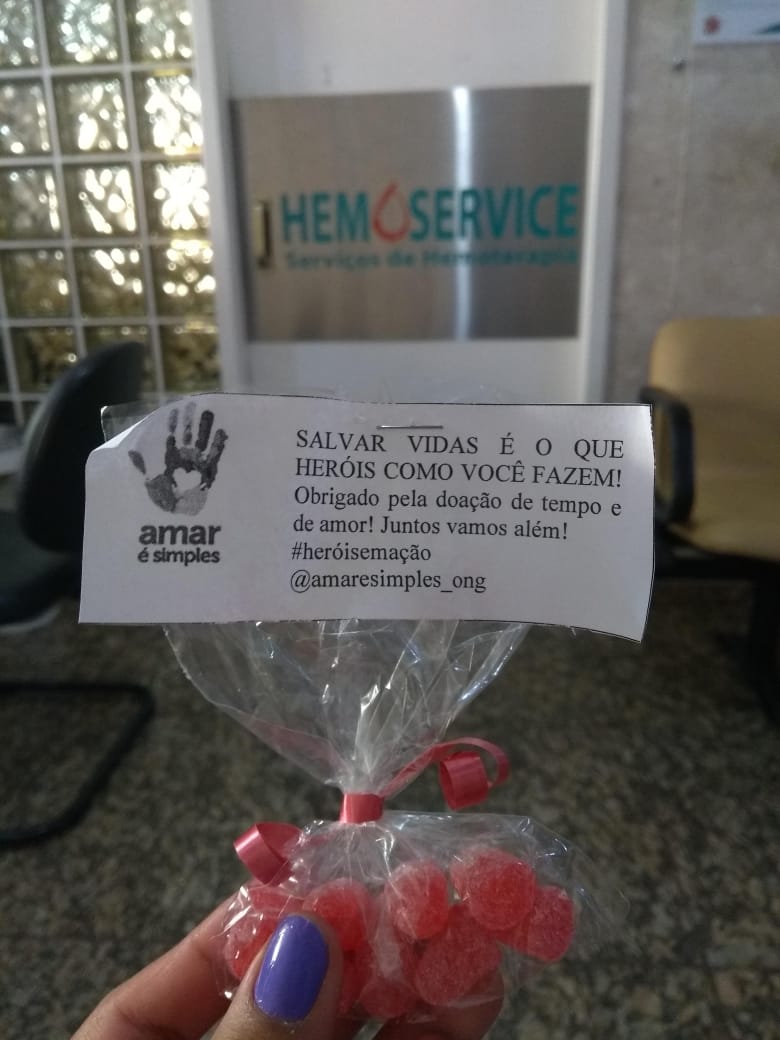 HEMOSERVICE
Serviços de Hemoterapia
amar
é simples
SALVAR VIDAS É O QUE
HERÓIS COMO VOCÊ FAZEM!
Obrigado pela doação de tempo e
de amor! Juntos vamos além!
#heróisemação
@amaresimples_ong